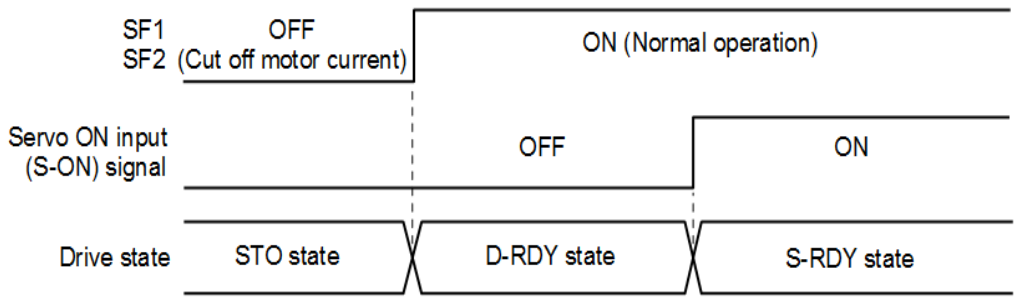 SF1 OFF
SF2 (Cut off motor current) ON (Normal operation)
Servo ON input
(S-ON) signal OFF ON
Drive state STO state D-RDY state S-RDY state